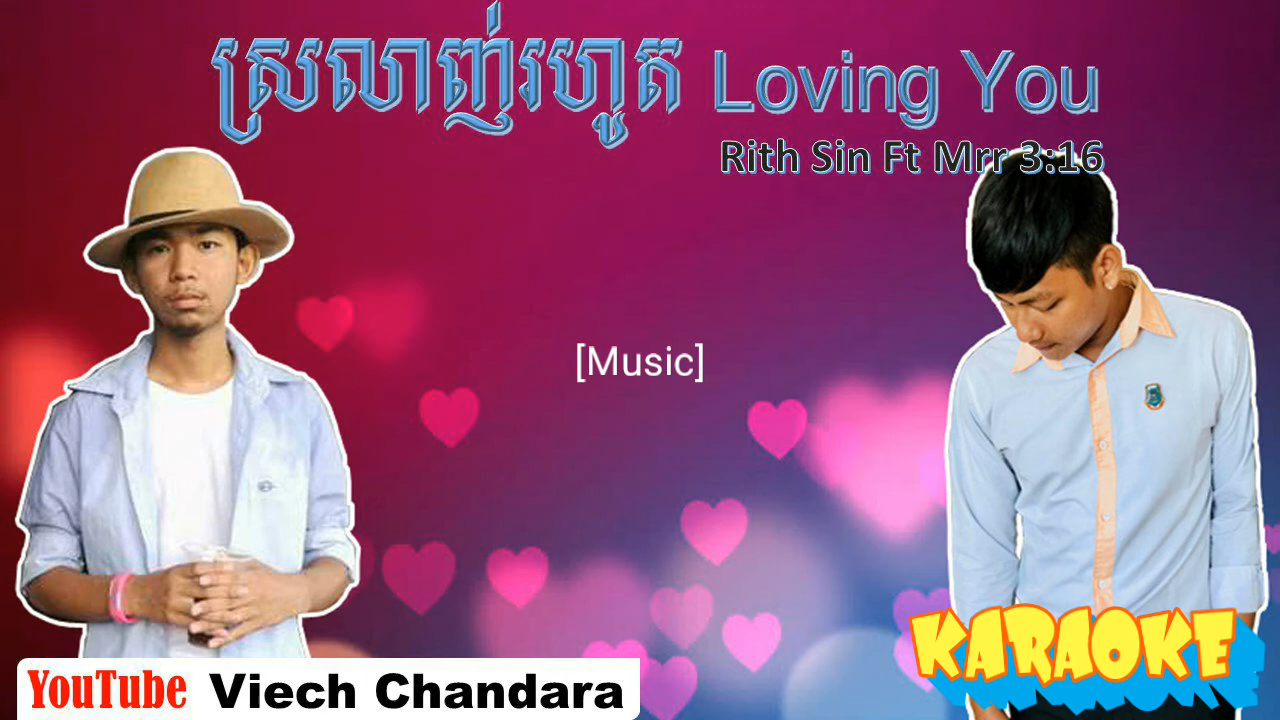 ស្រលាញ់រហូត Loving You
Rith Sin Ft Mrr 3:16
[Music]
KARAOKE
YouTube Viech Chandara